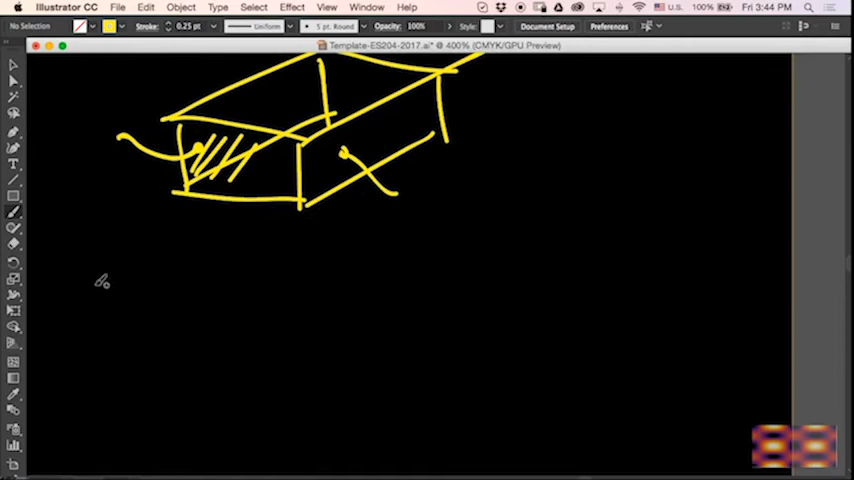 Illustrator CC File Edit Object Type Select Effect View Window Help U.S. 100% Fri 3:44 PM
No Selection Stroke: 0.25 pt Uniform 5 pt. Round Opacity: 100% Style: Document Setup Preferences
Template-ES204-2017.ai* @ 400% (CMYK/GPU Preview)